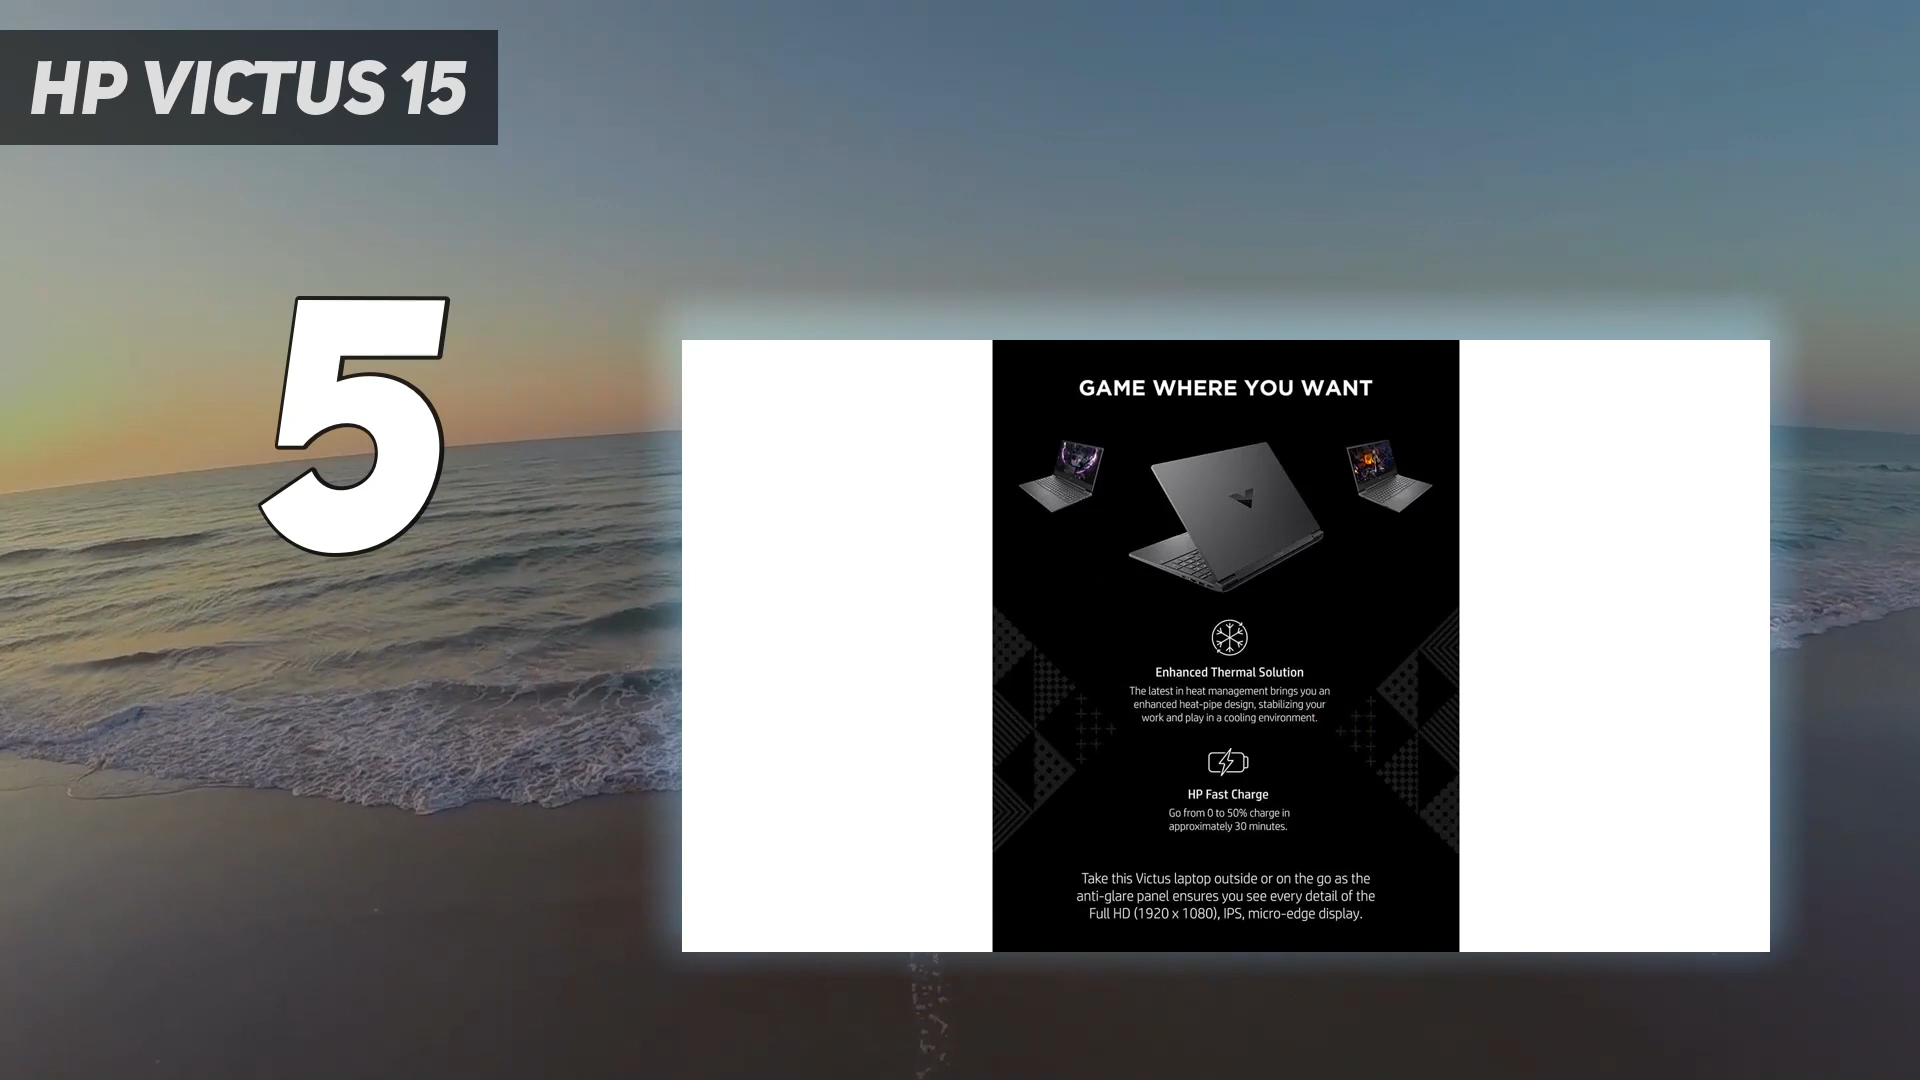 HP VICTUS 15
5
GAME WHERE YOU WANT
Enhanced Thermal Solution
The latest in heat management brings you an
enhanced heat-pipe design, stabilizing your
work and play in a cooling environment.
HP Fast Charge
Go from 0 to 50% charge in
approximately 30 minutes.
Take this Victus laptop outside or on the go as the
anti-glare panel ensures you see every detail of the
Full HD (1920 x 1080), IPS, micro-edge display.